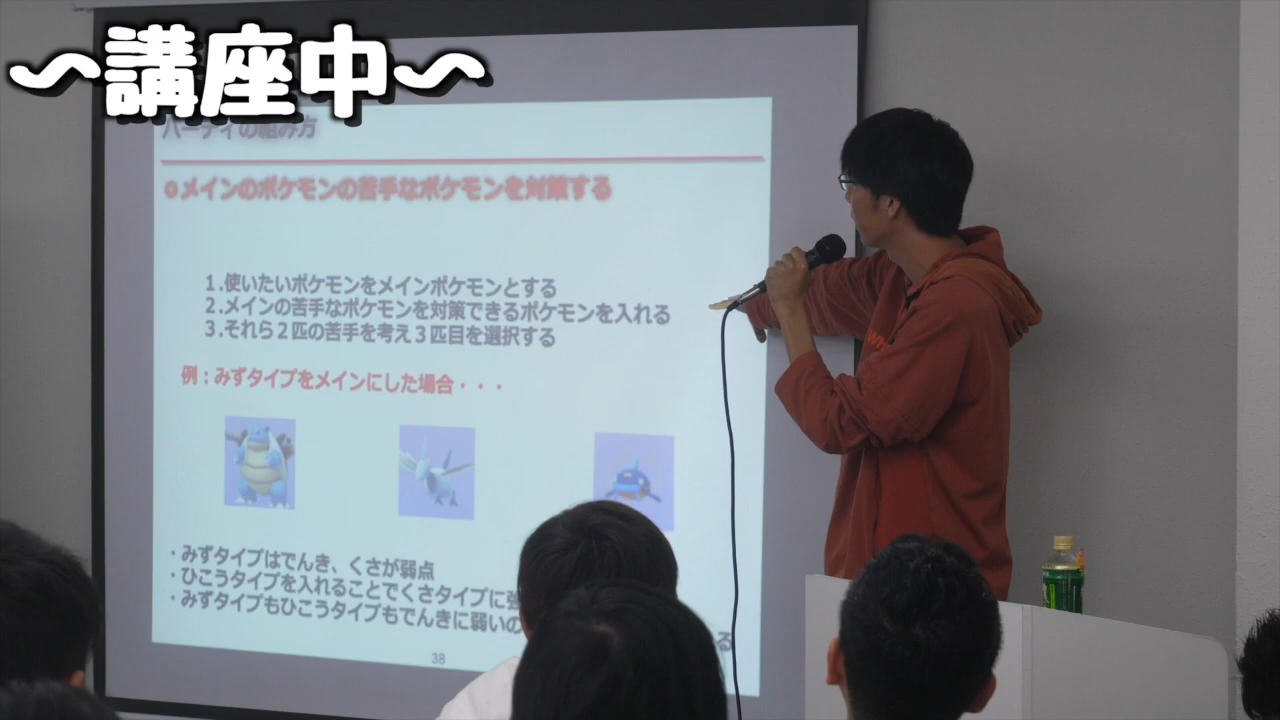 〜講座中〜
パーティの組み方
メインのポケモンの苦手なポケモンを対策する
1.使いたいポケモンをメインポケモンとする
2.メインの苦手なポケモンを対策できるポケモンを入れる
3.それら2匹の苦手を考え3匹目を選択する
例：みずタイプをメインにした場合・・・
・みずタイプはでんき、くさが弱点
・ひこうタイプを入れることでくさタイプに強
・みずタイプもひこうタイプもでんきに弱いの
る
38